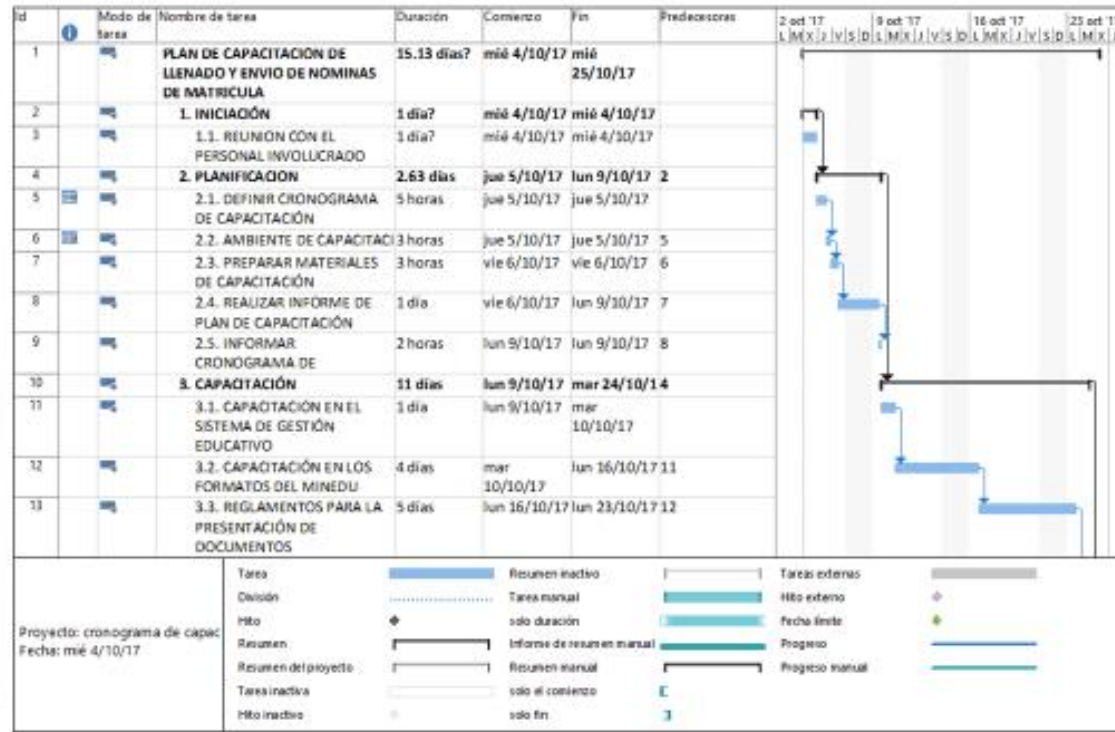 Id Modo de tarea Nombre de tarea Duración Comienzo Fin Predecesoras 2 oct '17 9 oct '17 16 oct '17 23 oct '1
L M X J V S D L M X J V S D L M X J V S D L M X J
1 PLAN DE CAPACITACIÓN DE 15.13 días? mié 4/10/17 mié
LLENADO Y ENVIO DE NOMINAS 25/10/17
DE MATRICULA
2 1. INICIACIÓN 1 día? mié 4/10/17 mié 4/10/17
3 1.1. REUNION CON EL 1 día? mié 4/10/17 mié 4/10/17
PERSONAL INVOLUCRADO
4 2. PLANIFICACION 2.63 días jue 5/10/17 lun 9/10/17 2
5 2.1. DEFINIR CRONOGRAMA 5 horas jue 5/10/17 jue 5/10/17
DE CAPACITACIÓN
6 2.2. AMBIENTE DE CAPACITACI 3 horas jue 5/10/17 jue 5/10/17 5
7 2.3. PREPARAR MATERIALES 3 horas vie 6/10/17 vie 6/10/17 6
DE CAPACITACIÓN
8 2.4. REALIZAR INFORME DE 1 día vie 6/10/17 lun 9/10/17 7
PLAN DE CAPACITACIÓN
9 2.5. INFORMAR 2 horas lun 9/10/17 lun 9/10/17 8
CRONOGRAMA DE
10 3. CAPACITACIÓN 11 días lun 9/10/17 mar 24/10/1 4
11 3.1. CAPACITACIÓN EN EL 1 día lun 9/10/17 mar
SISTEMA DE GESTIÓN 10/10/17
EDUCATIVO
12 3.2. CAPACITACIÓN EN LOS 4 días mar lun 16/10/17 11
FORMATOS DEL MINEDU 10/10/17
13 3.3. REGLAMENTOS PARA LA 5 días lun 16/10/17 lun 23/10/17 12
PRESENTACIÓN DE
DOCUMENTOS
Proyecto: cronograma de capac
Fecha: mié 4/10/17
Tarea Resumen inactivo Tareas externas
División Tarea manual Hito externo
Hito solo duración Fecha límite
Resumen Informe de resumen manual Progreso
Resumen del proyecto Resumen manual Progreso manual
Tarea inactiva solo el comienzo
Hito inactivo solo fin